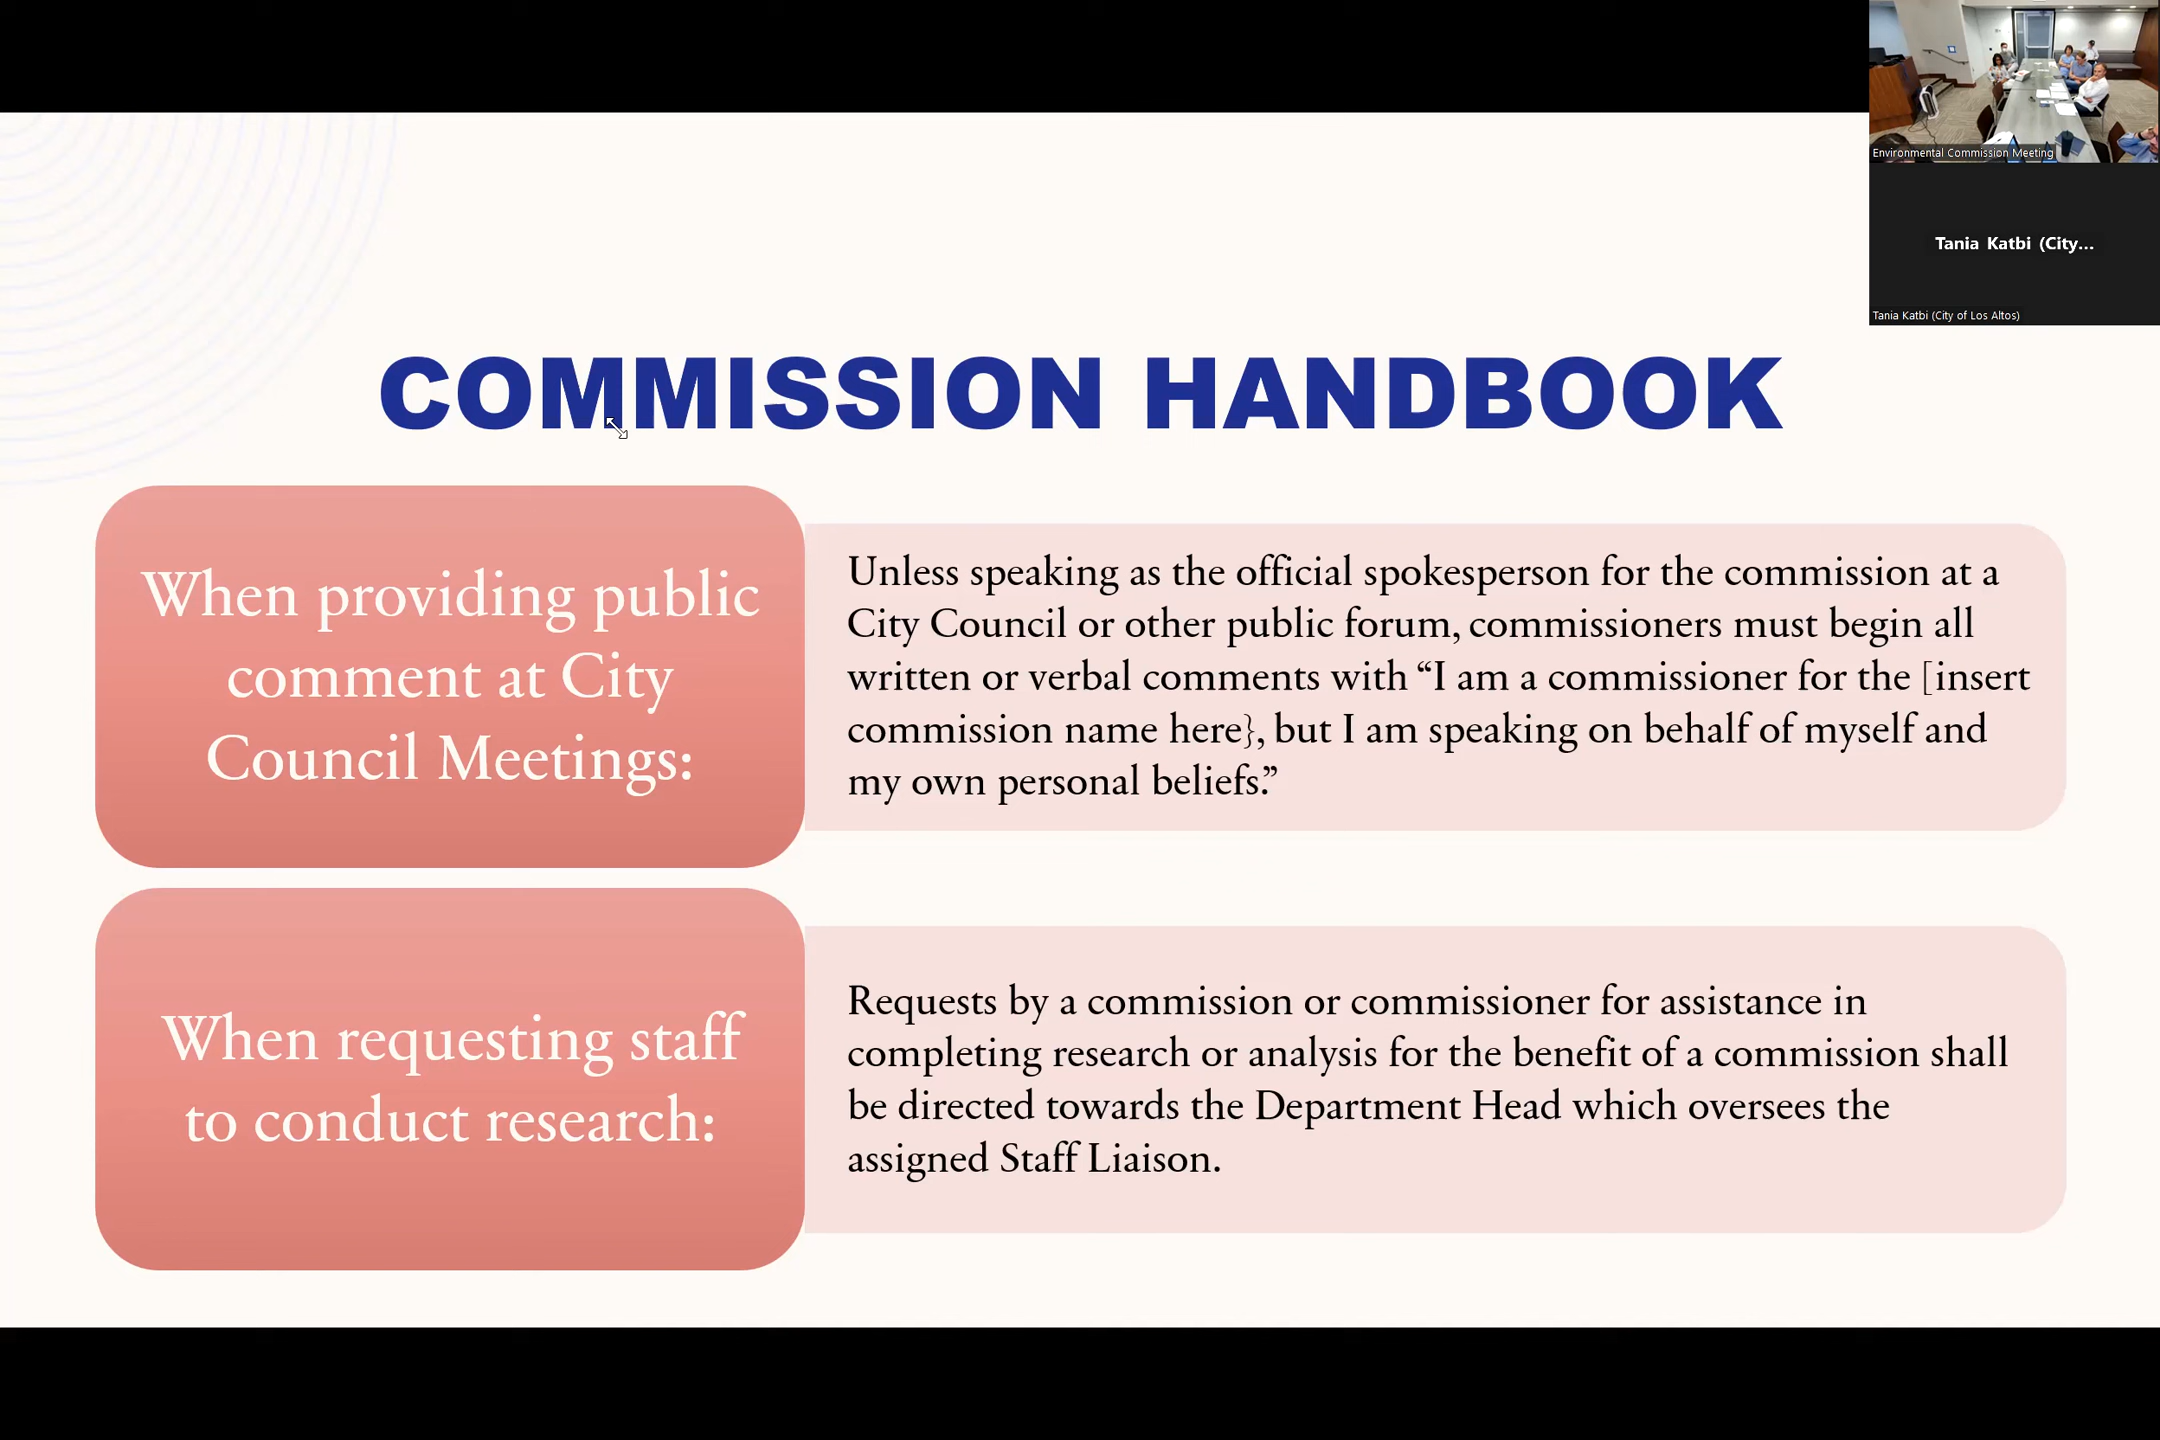 Environmental Commission Meeting
Tania Katbi (City...
Tania Katbi (City of Los Altos)
COMMISSION HANDBOOK
When providing public
comment at City
Council Meetings:
Unless speaking as the official spokesperson for the commission at a
City Council or other public forum, commissioners must begin all
written or verbal comments with “I am a commissioner for the [insert
commission name here}, but I am speaking on behalf of myself and
my own personal beliefs.”
When requesting staff
to conduct research:
Requests by a commission or commissioner for assistance in
completing research or analysis for the benefit of a commission shall
be directed towards the Department Head which oversees the
assigned Staff Liaison.